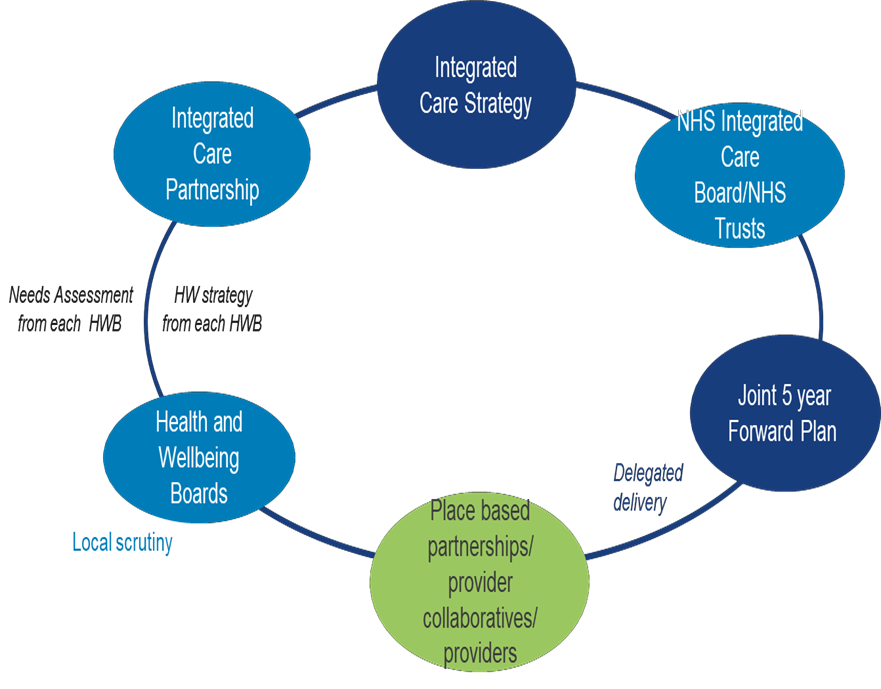 Integrated
Care Strategy
Integrated
Care
Partnership
NHS Integrated
Care
Board/NHS
Trusts
Needs Assessment
from each HWB
HW strategy
from each HWB
Joint 5 year
Forward Plan
Health and
Wellbeing
Boards
Delegated
delivery
Place based
partnerships/
provider
collaboratives/
providers
Local scrutiny